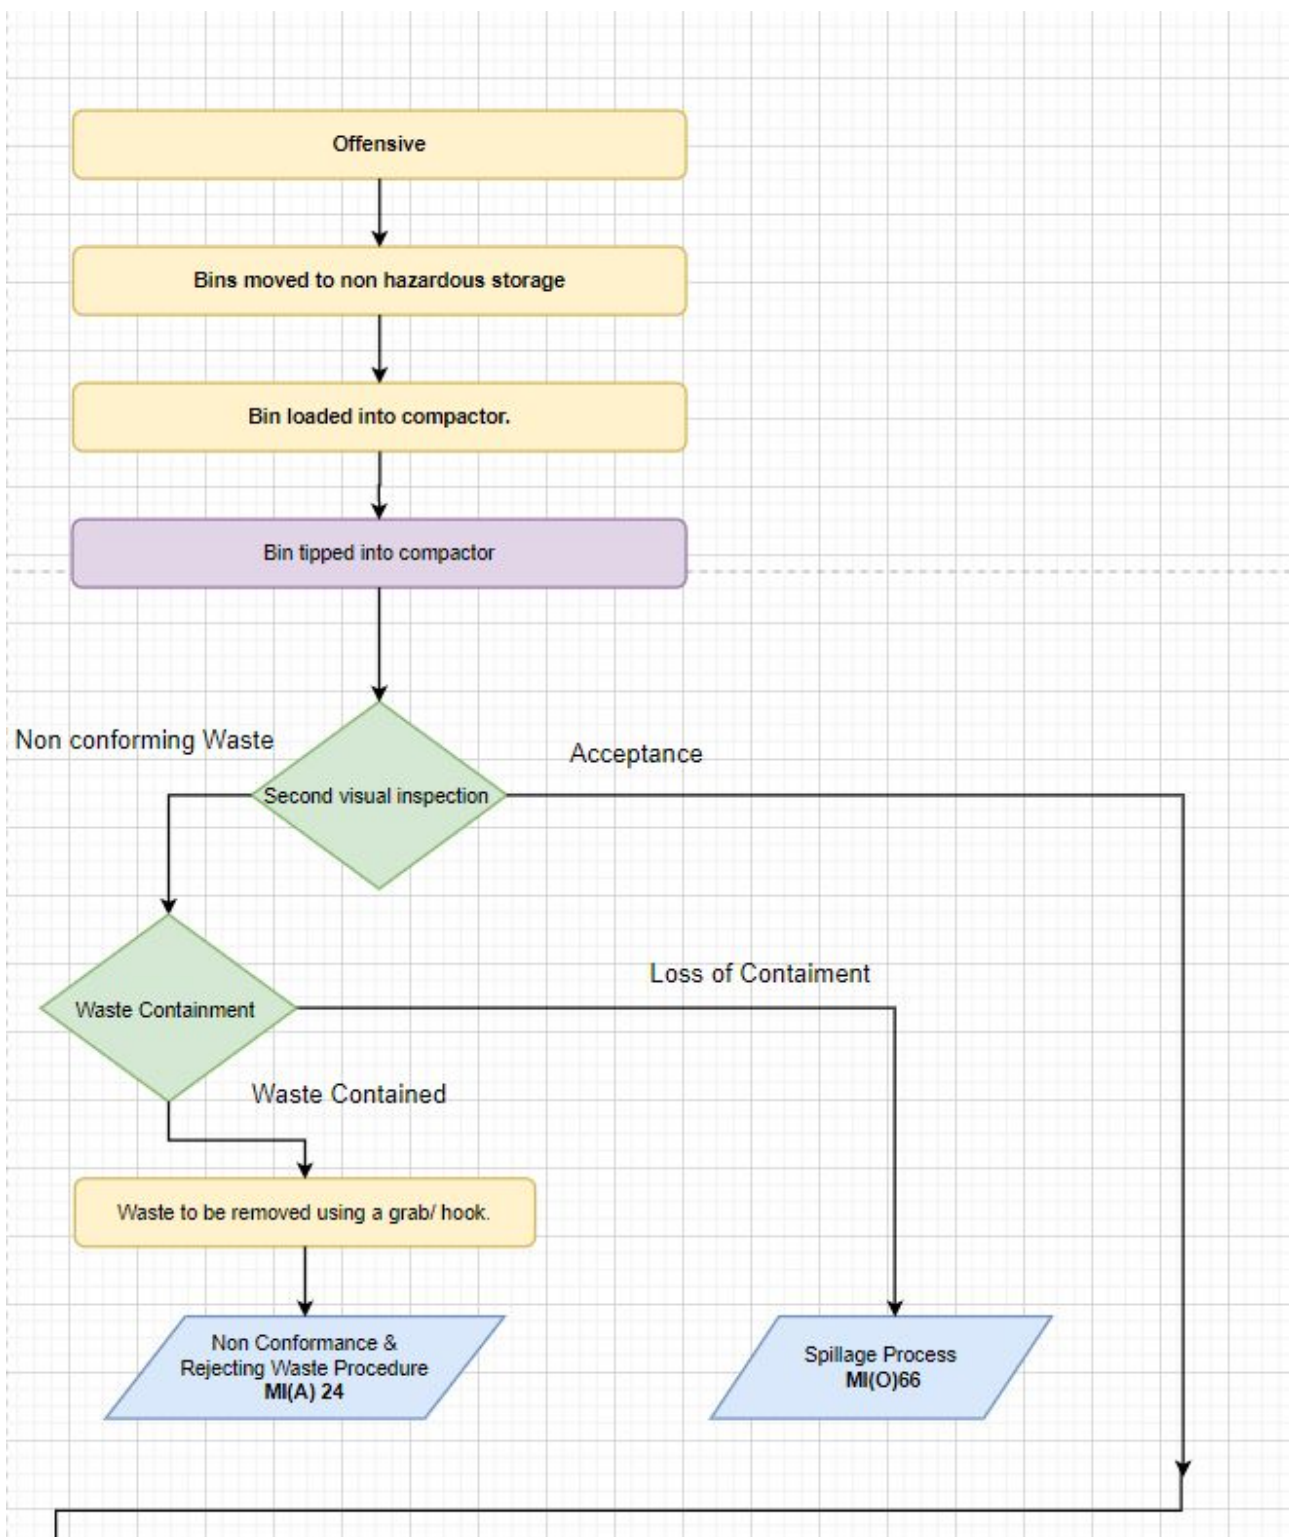 Offensive
Bins moved to non hazardous storage
Bin loaded into compactor.
Bin tipped into compactor
Non conforming Waste
Acceptance
Second visual inspection
Loss of Contaiment
Waste Containment
Waste Contained
Waste to be removed using a grab/ hook.
Non Conformance &
Rejecting Waste Procedure
MI(A) 24
Spillage Process
MI(O)66